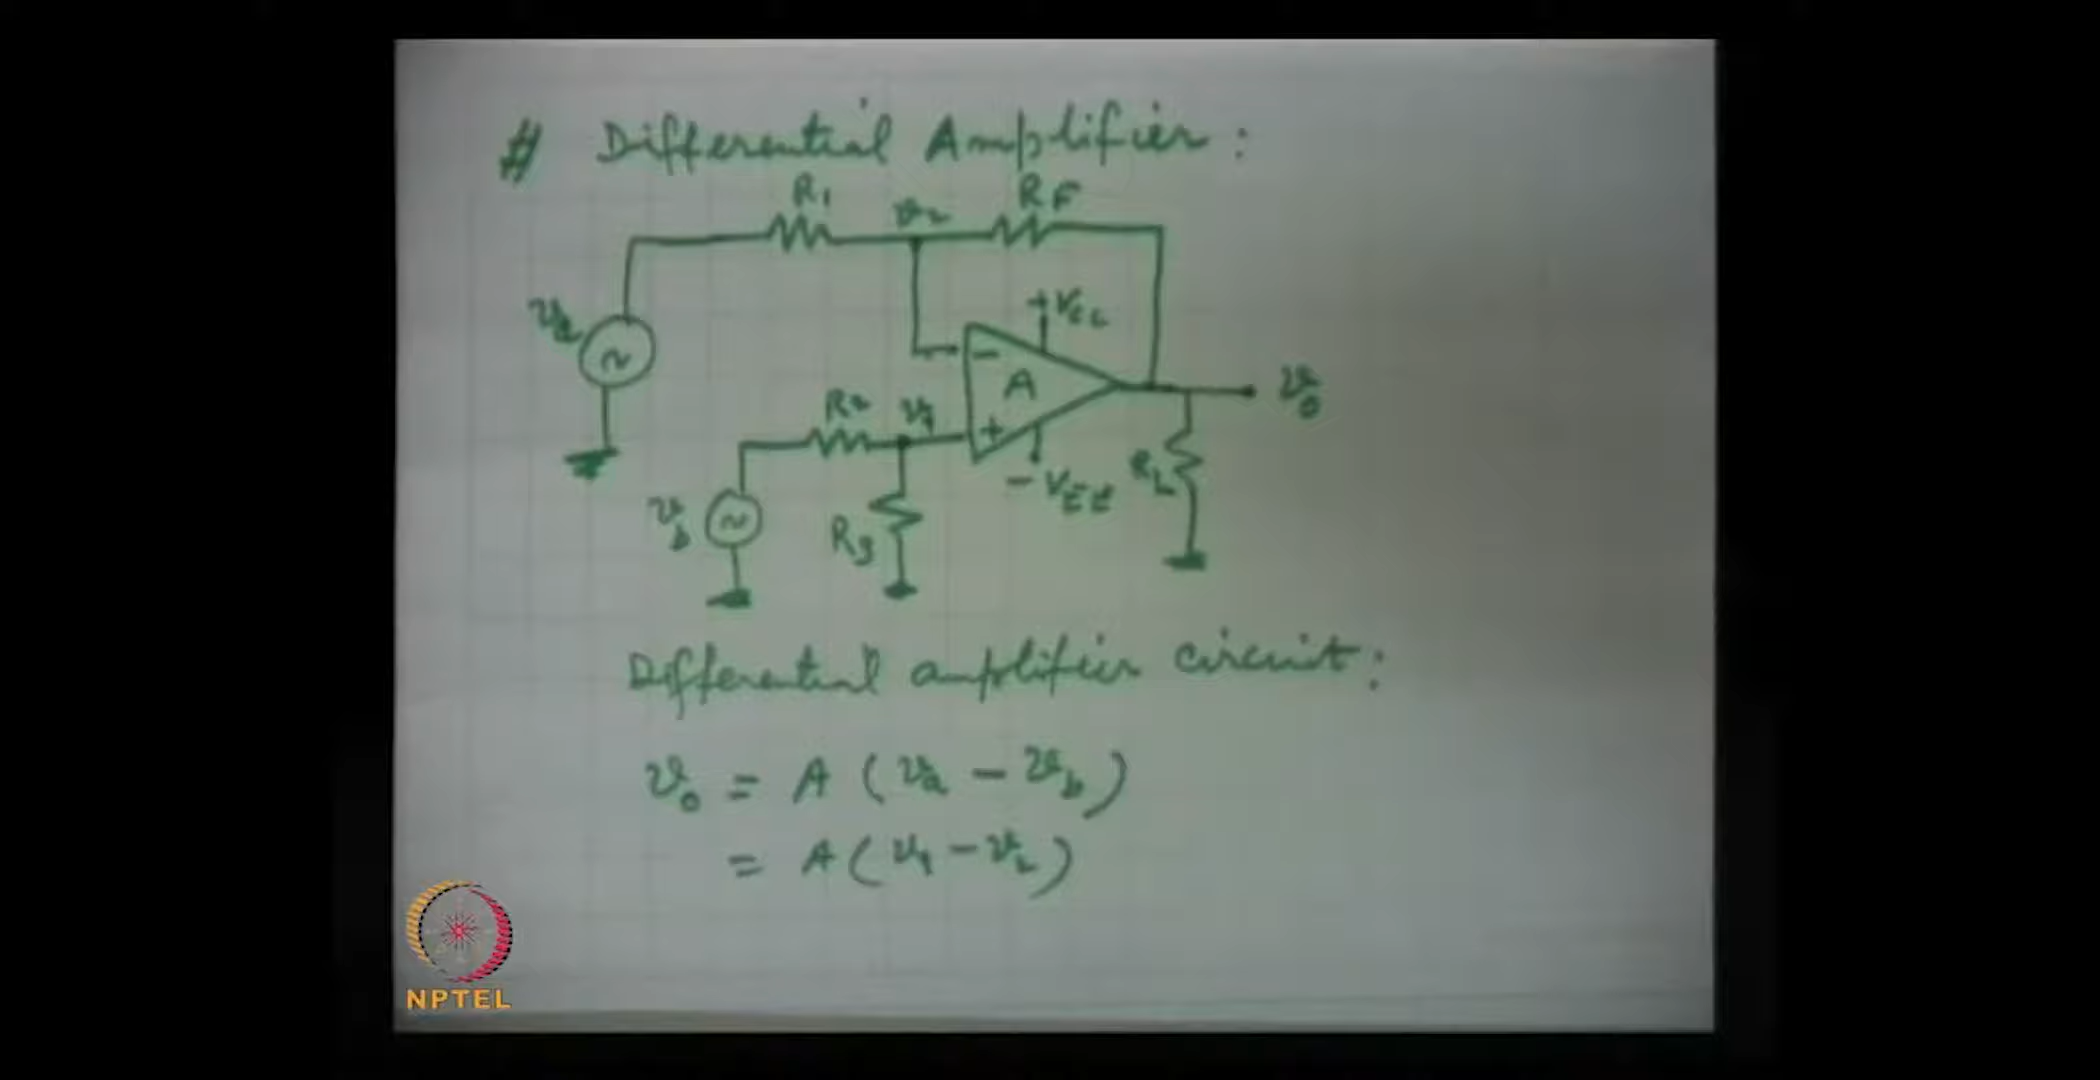 # Differential Amplifier:
R1
v2
RF
va
+VCC
−
A
vo
R2
v1
+
−VEE
RL
vb
R3
Differential amplifier circuit:
vo = A (va − vb)
= A (v1 − v2)
NPTEL